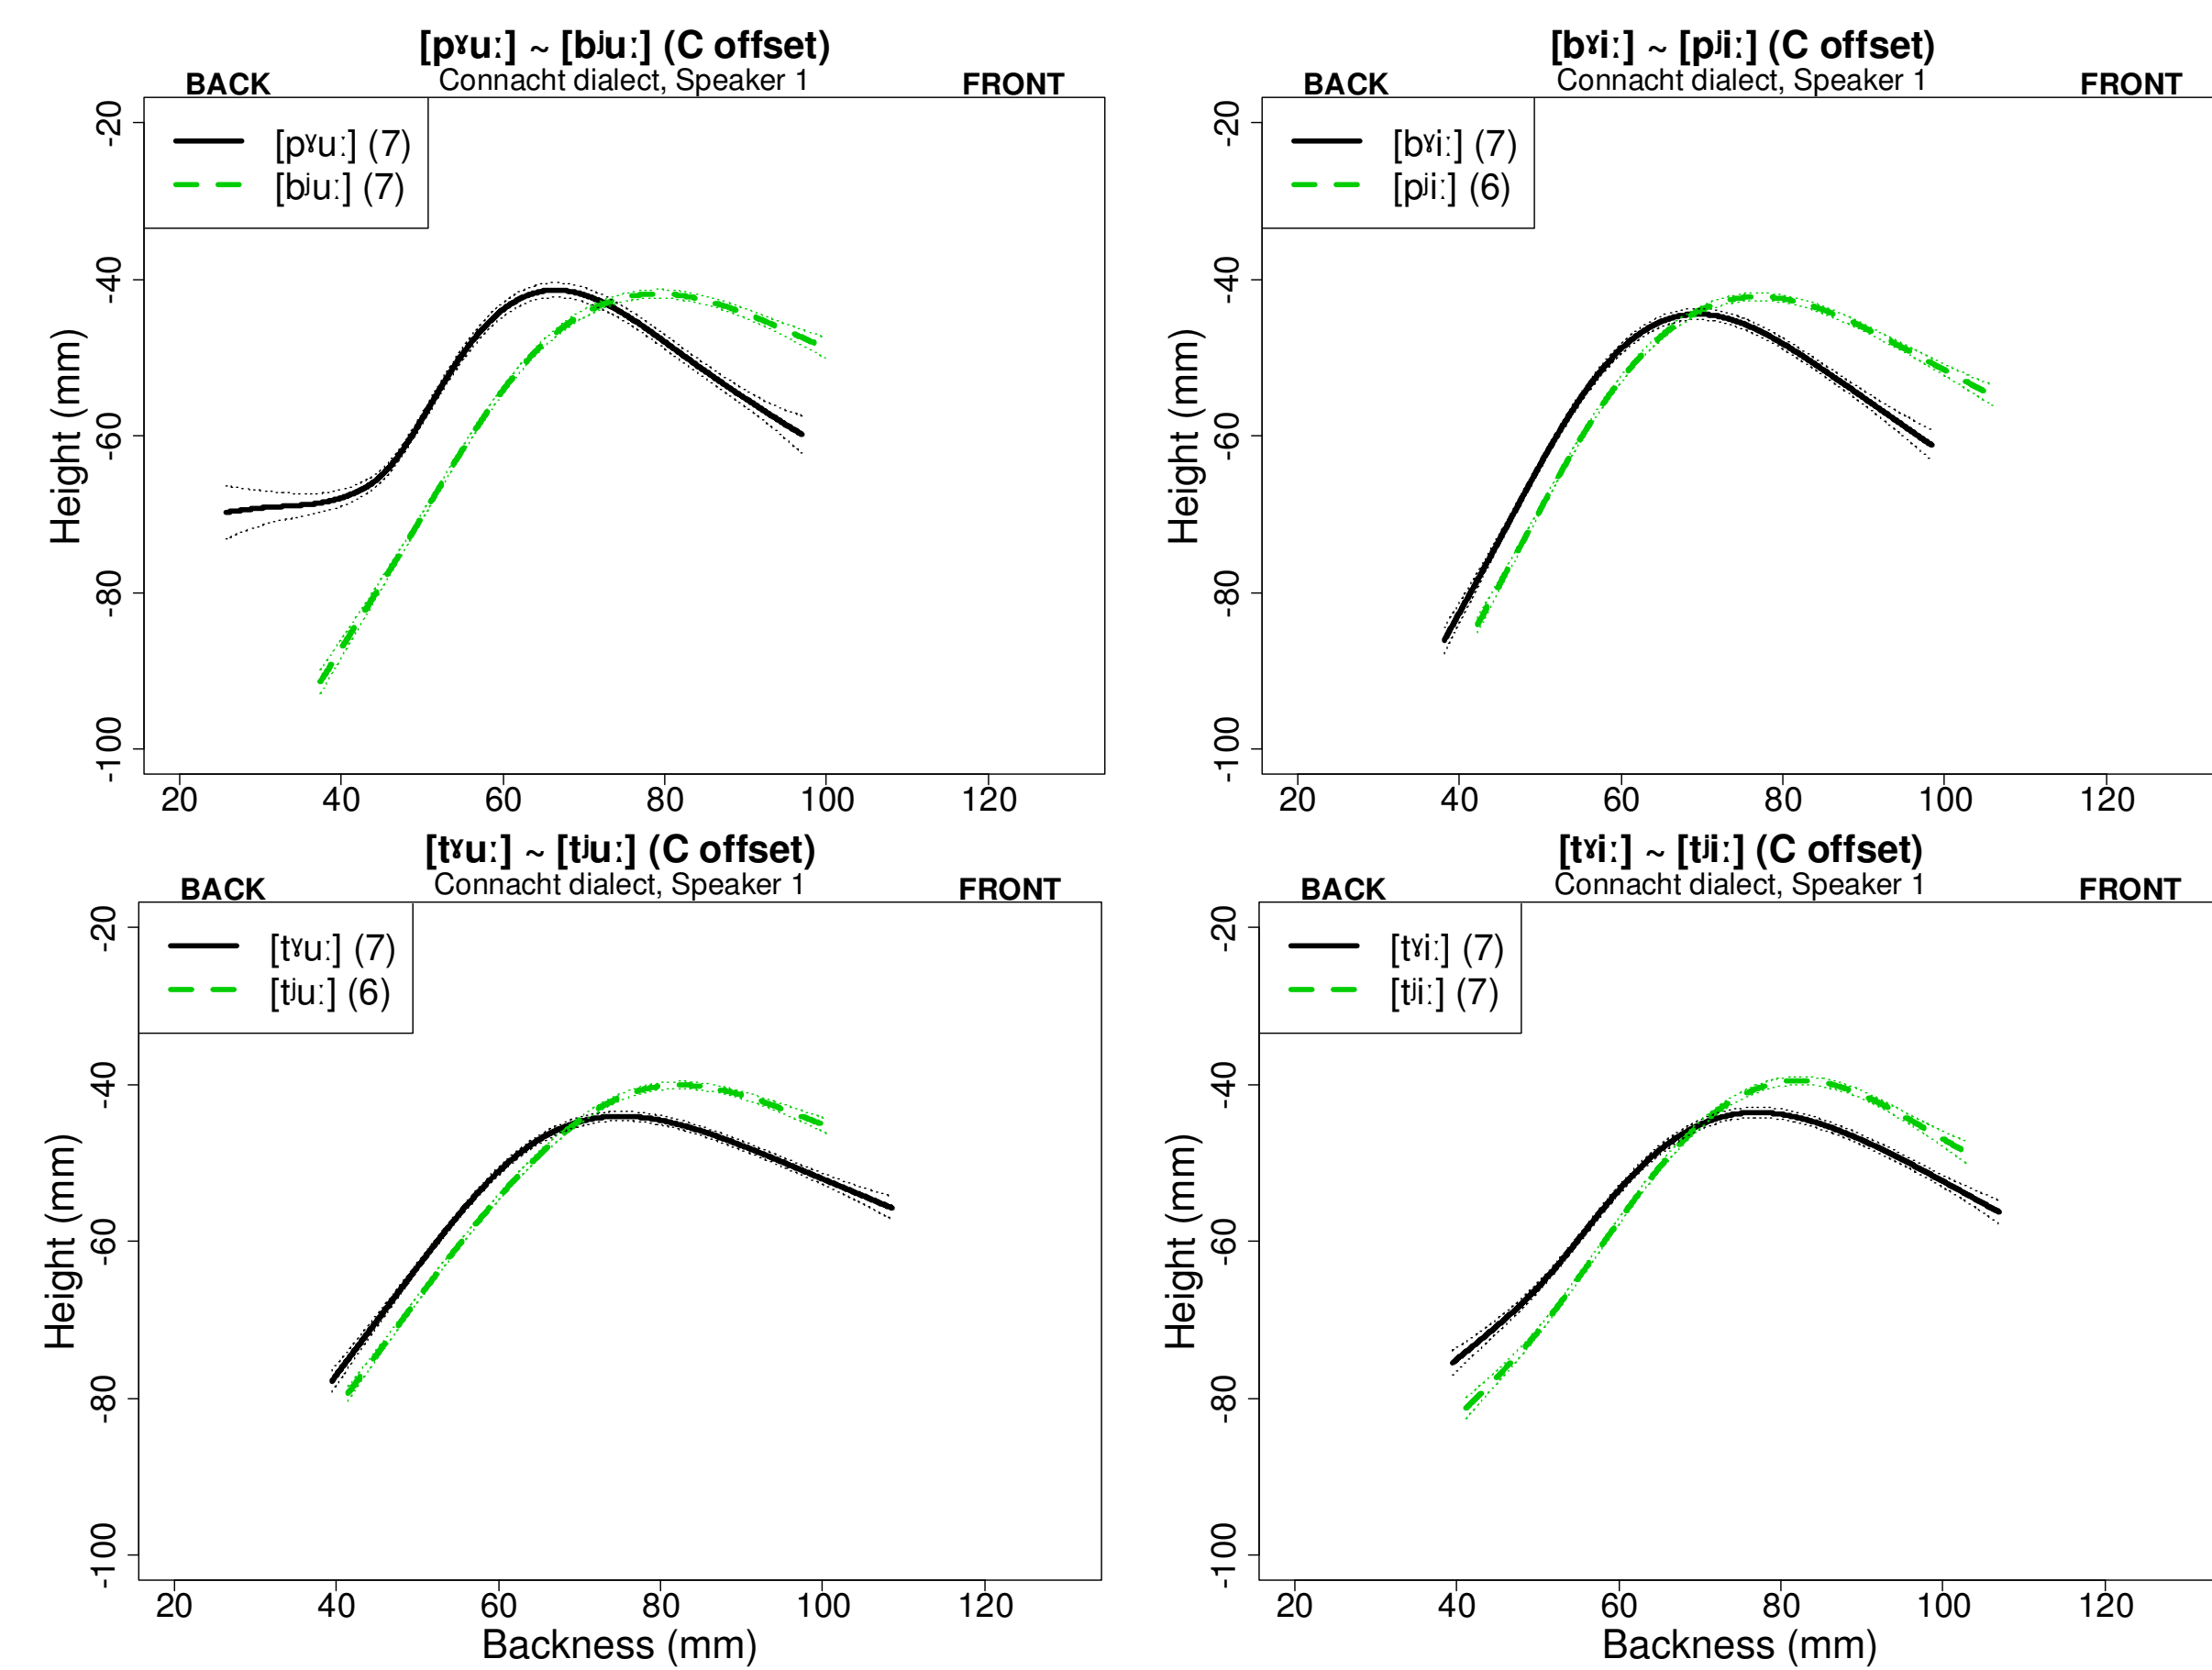 [pˠuː] ~ [bʲuː] (C offset)
Connacht dialect, Speaker 1
BACK
FRONT
[pˠuː] (7)
[bʲuː] (7)
Height (mm)
-20
-40
-60
-80
-100
20 40 60 80 100 120
[bˠiː] ~ [pʲiː] (C offset)
Connacht dialect, Speaker 1
BACK
FRONT
[bˠiː] (7)
[pʲiː] (6)
Height (mm)
-20
-40
-60
-80
-100
20 40 60 80 100 120
[tˠuː] ~ [tʲuː] (C offset)
Connacht dialect, Speaker 1
BACK
FRONT
[tˠuː] (7)
[tʲuː] (6)
Height (mm)
-20
-40
-60
-80
-100
20 40 60 80 100 120
Backness (mm)
[tˠiː] ~ [tʲiː] (C offset)
Connacht dialect, Speaker 1
BACK
FRONT
[tˠiː] (7)
[tʲiː] (7)
Height (mm)
-20
-40
-60
-80
-100
20 40 60 80 100 120
Backness (mm)